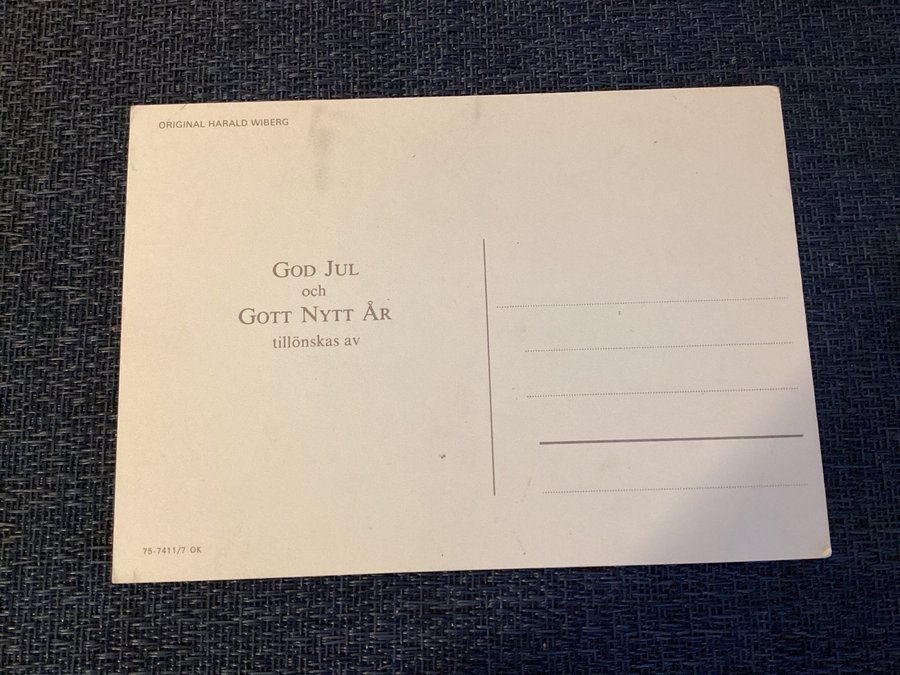 ORIGINAL HARALD WIBERG
GOD JUL
och
GOTT NYTT ÅR
tillönskas av
75-7411/7 OK